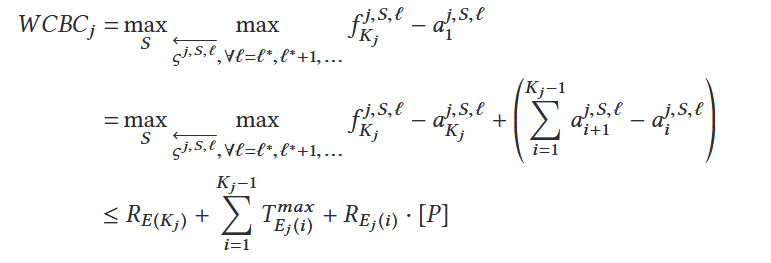 WCBC_j = max_S max_{\overleftarrow{ς^{j,S,ℓ}}, ∀ℓ=ℓ*,ℓ*+1,…} f_{K_j}^{j,S,ℓ} − a_1^{j,S,ℓ}
= max_S max_{\overleftarrow{ς^{j,S,ℓ}}, ∀ℓ=ℓ*,ℓ*+1,…} f_{K_j}^{j,S,ℓ} − a_{K_j}^{j,S,ℓ} + ( ∑_{i=1}^{K_j−1} a_{i+1}^{j,S,ℓ} − a_i^{j,S,ℓ} )
≤ R_{E(K_j)} + ∑_{i=1}^{K_j−1} T_{E_j(i)}^{max} + R_{E_j(i)} · [P]